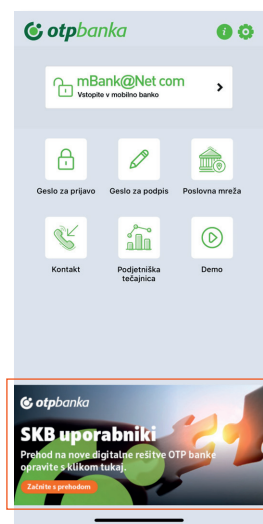 otpbanka
mBank@Net com
Vstopite v mobilno banko
Geslo za prijavo
Geslo za podpis
Poslovna mreža
Kontakt
Podjetniška
tečajnica
Demo
otpbanka
SKB uporabniki
Prehod na nove digitalne rešitve OTP banke
opravite s klikom tukaj.
Začnite s prehodom